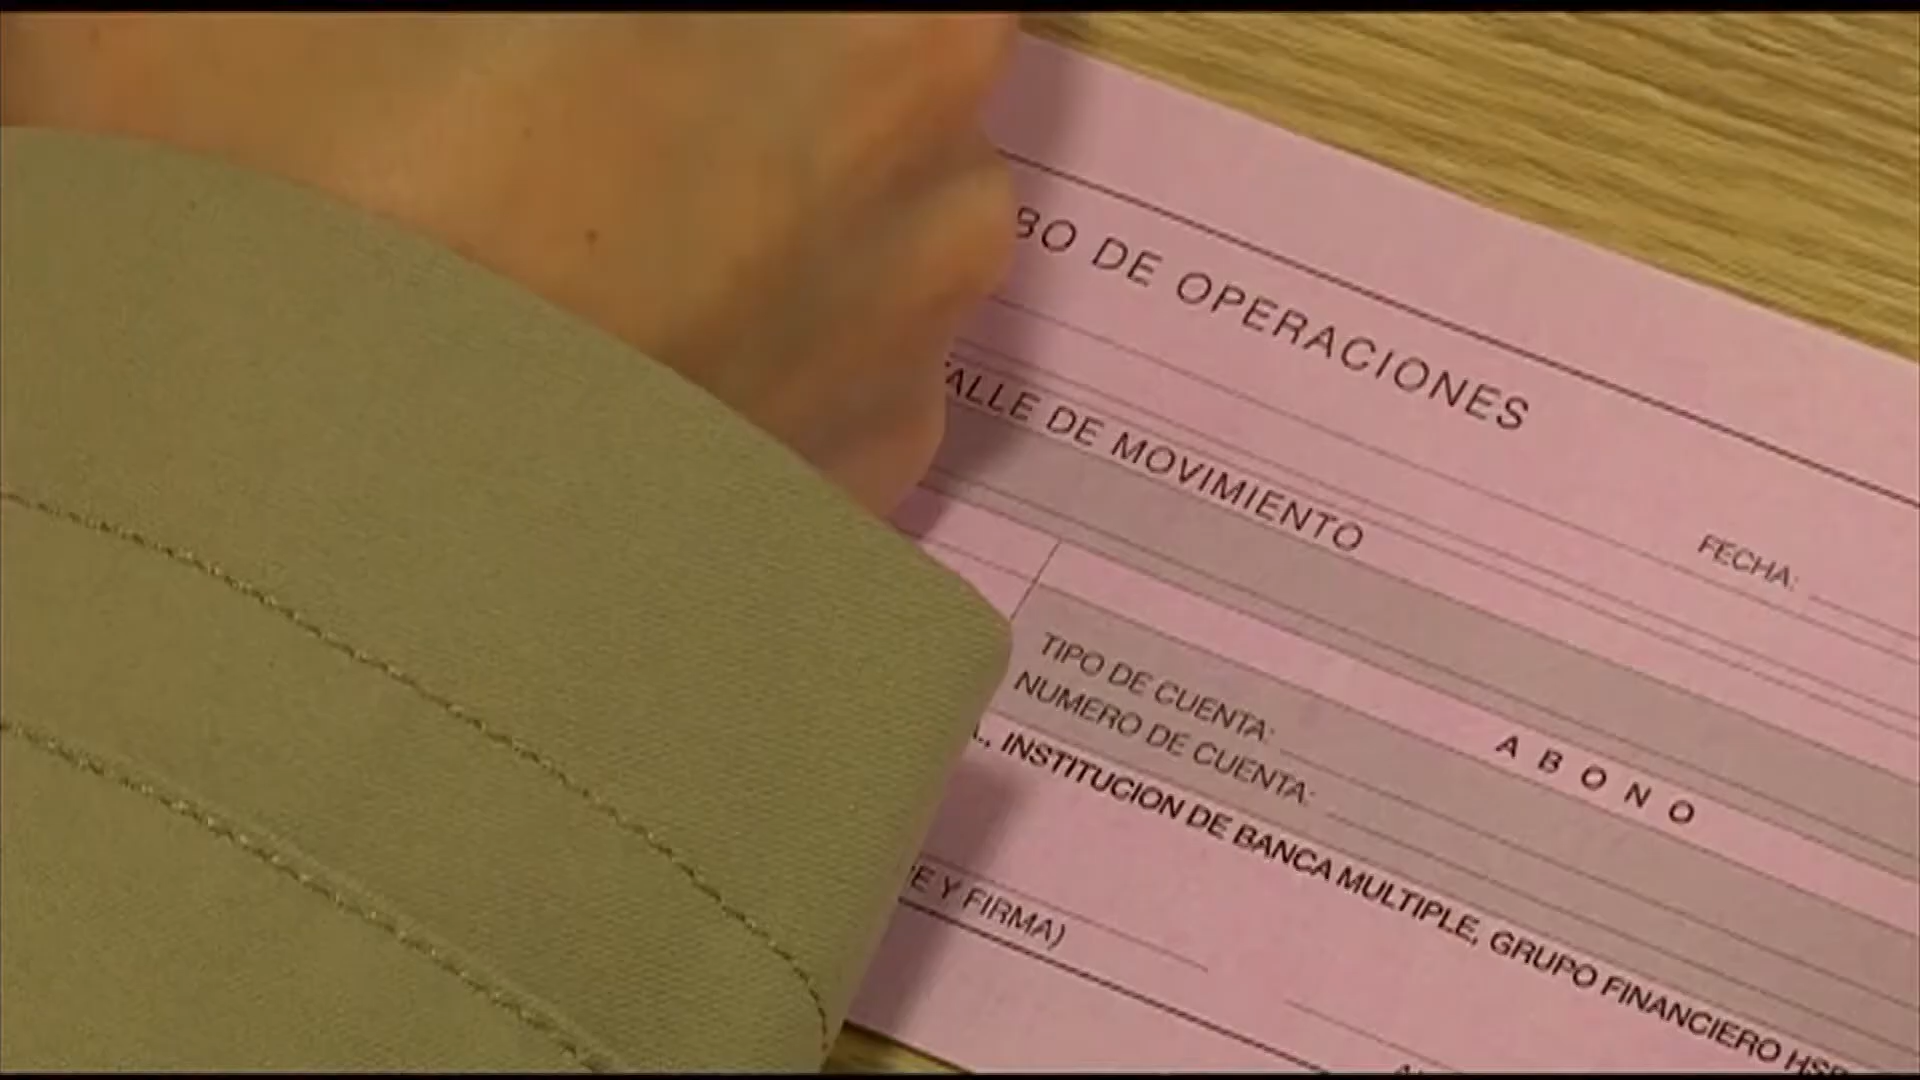 BO DE OPERACIONES
ALLE DE MOVIMIENTO
FECHA:
TIPO DE CUENTA:
NUMERO DE CUENTA:
A B O N O
., INSTITUCION DE BANCA MULTIPLE, GRUPO FINANCIERO HSB
E Y FIRMA)